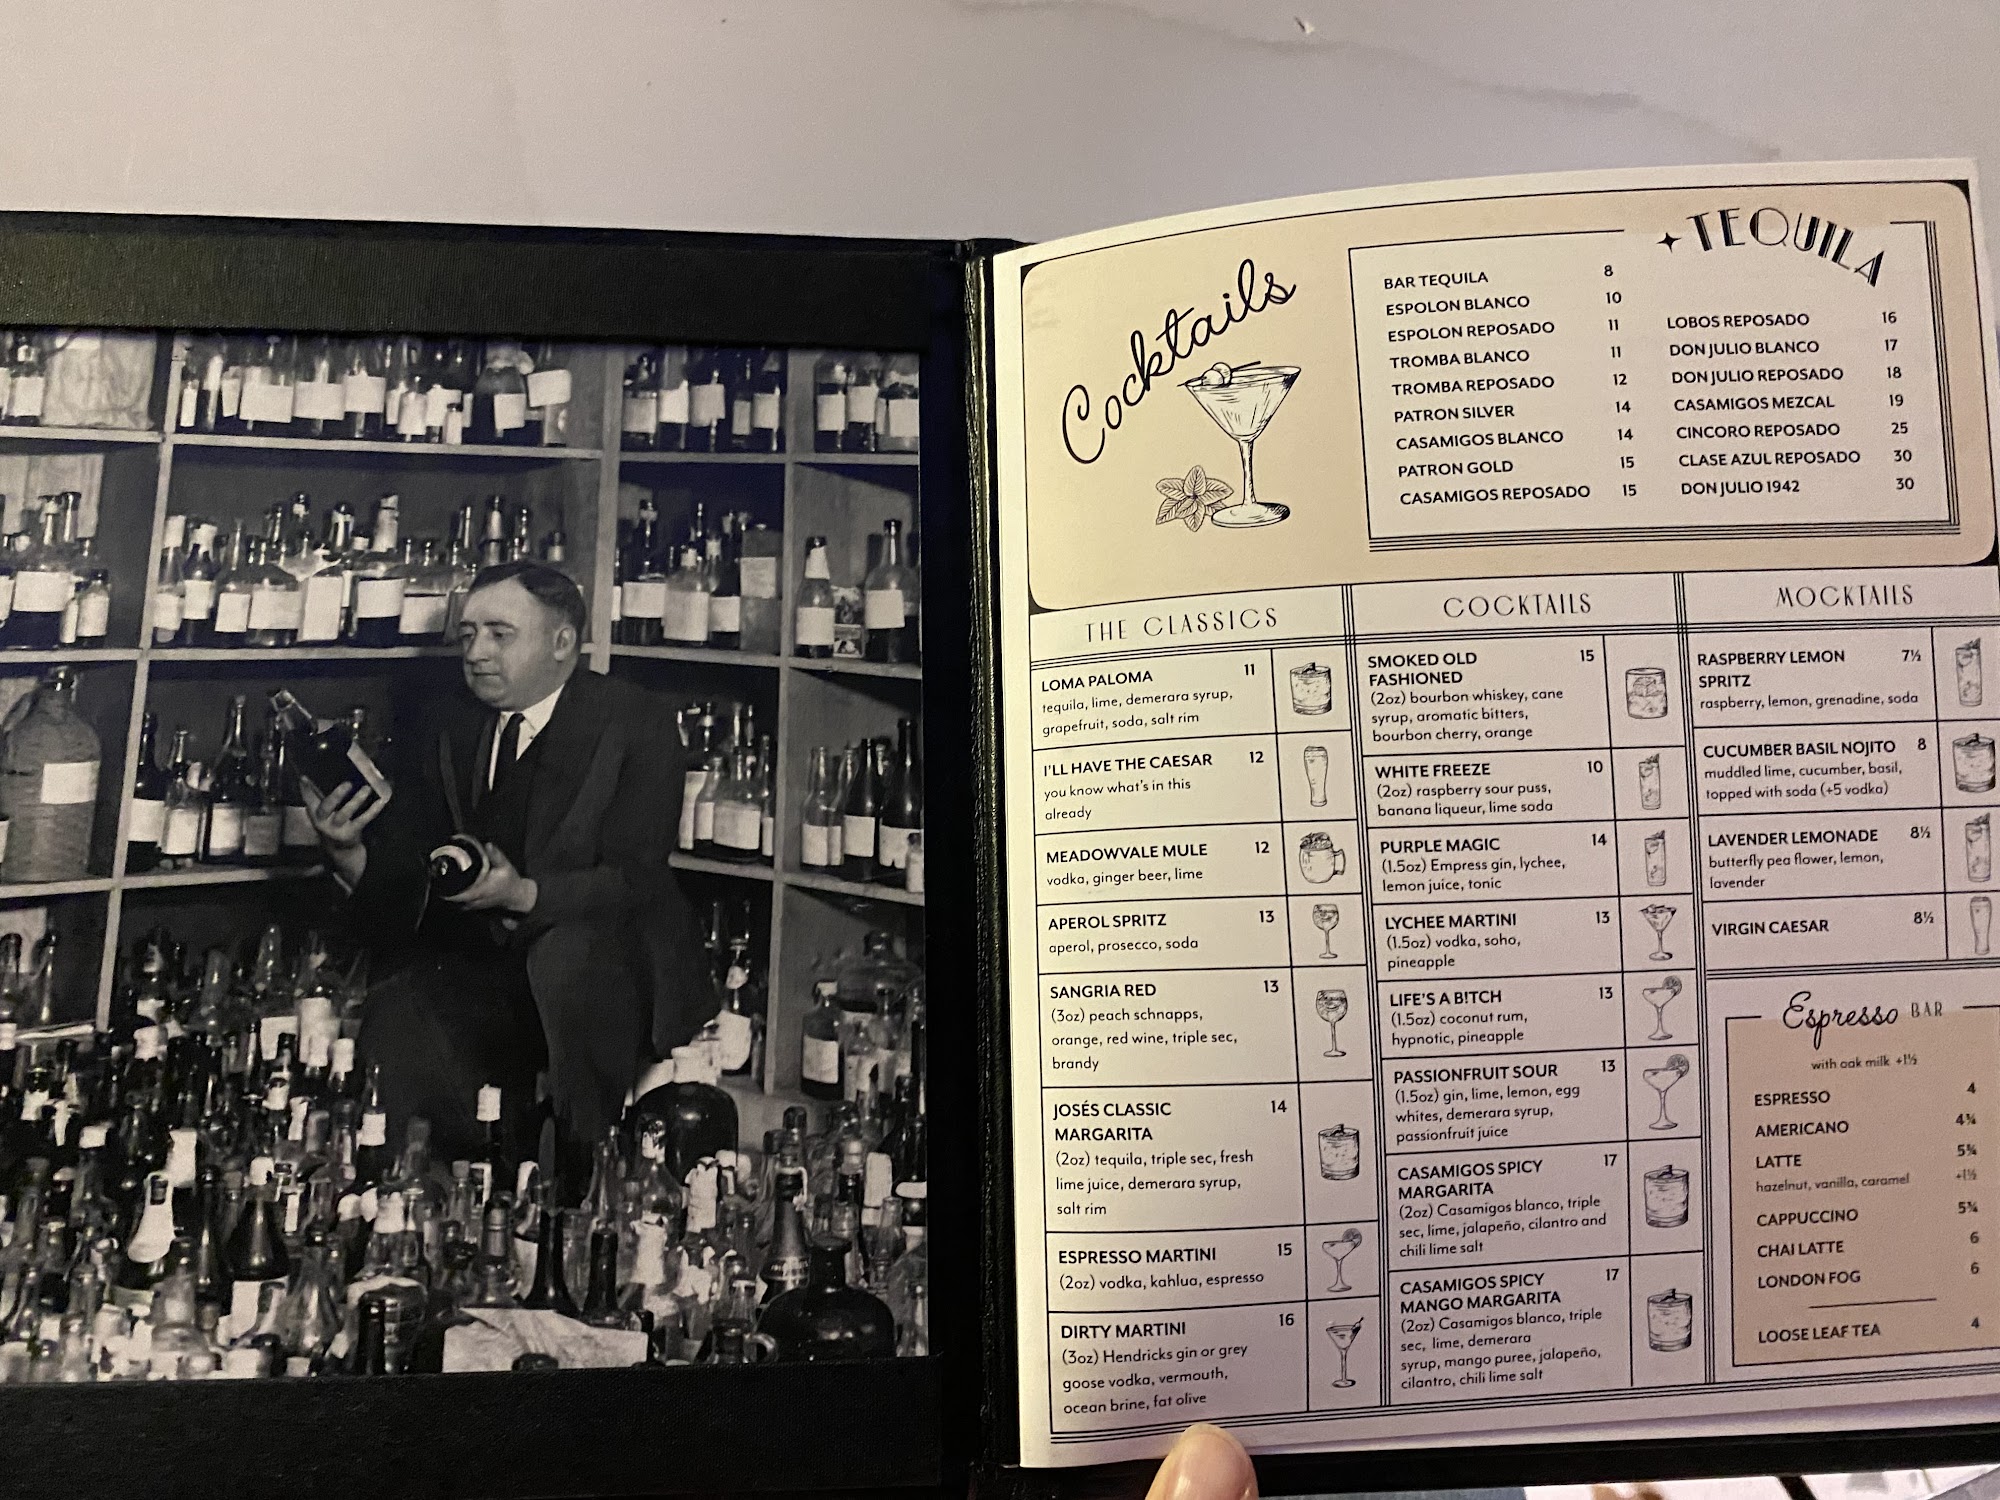 Cocktails
TEQUILA
BAR TEQUILA 8
ESPOLON BLANCO 10
ESPOLON REPOSADO 11
TROMBA BLANCO 11
TROMBA REPOSADO 12
PATRON SILVER 14
CASAMIGOS BLANCO 14
PATRON GOLD 15
CASAMIGOS REPOSADO 15
LOBOS REPOSADO 16
DON JULIO BLANCO 17
DON JULIO REPOSADO 18
CASAMIGOS MEZCAL 19
CINCORO REPOSADO 25
CLASE AZUL REPOSADO 30
DON JULIO 1942 30
THE CLASSICS
LOMA PALOMA 11
tequila, lime, demerara syrup,
grapefruit, soda, salt rim
I'LL HAVE THE CAESAR 12
you know what's in this
already
MEADOWVALE MULE 12
vodka, ginger beer, lime
APEROL SPRITZ 13
aperol, prosecco, soda
SANGRIA RED 13
(3oz) peach schnapps,
orange, red wine, triple sec,
brandy
JOSÉS CLASSIC 14
MARGARITA
(2oz) tequila, triple sec, fresh
lime juice, demerara syrup,
salt rim
ESPRESSO MARTINI 15
(2oz) vodka, kahlua, espresso
DIRTY MARTINI 16
(3oz) Hendricks gin or grey
goose vodka, vermouth,
ocean brine, fat olive
COCKTAILS
SMOKED OLD 15
FASHIONED
(2oz) bourbon whiskey, cane
syrup, aromatic bitters,
bourbon cherry, orange
WHITE FREEZE 10
(2oz) raspberry sour puss,
banana liqueur, lime soda
PURPLE MAGIC 14
(1.5oz) Empress gin, lychee,
lemon juice, tonic
LYCHEE MARTINI 13
(1.5oz) vodka, soho,
pineapple
LIFE'S A B!TCH 13
(1.5oz) coconut rum,
hypnotic, pineapple
PASSIONFRUIT SOUR 13
(1.5oz) gin, lime, lemon, egg
whites, demerara syrup,
passionfruit juice
CASAMIGOS SPICY 17
MARGARITA
(2oz) Casamigos blanco, triple
sec, lime, jalapeño, cilantro and
chili lime salt
CASAMIGOS SPICY 17
MANGO MARGARITA
(2oz) Casamigos blanco, triple
sec, lime, demerara
syrup, mango puree, jalapeño,
cilantro, chili lime salt
MOCKTAILS
RASPBERRY LEMON 7½
SPRITZ
raspberry, lemon, grenadine, soda
CUCUMBER BASIL NOJITO 8
muddled lime, cucumber, basil,
topped with soda (+5 vodka)
LAVENDER LEMONADE 8½
butterfly pea flower, lemon,
lavender
VIRGIN CAESAR 8½
Espresso BAR
with oak milk +1½
ESPRESSO 4
AMERICANO 4¾
LATTE 5¾
hazelnut, vanilla, caramel +1½
CAPPUCCINO 5¾
CHAI LATTE 6
LONDON FOG 6
LOOSE LEAF TEA 4